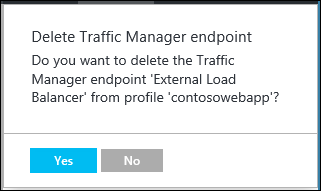 Delete Traffic Manager endpoint
Do you want to delete the Traffic
Manager endpoint 'External Load
Balancer' from profile 'contosowebapp'?
Yes No